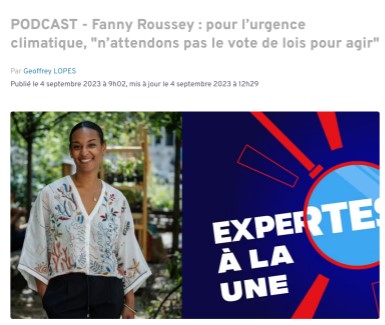 PODCAST - Fanny Roussey : pour l'urgence
climatique, "n'attendons pas le vote de lois pour agir"
Par Geoffrey LOPES
Publié le 4 septembre 2023 à 9h02, mis à jour le 4 septembre 2023 à 12h29
EXPERTES
À LA
UNE